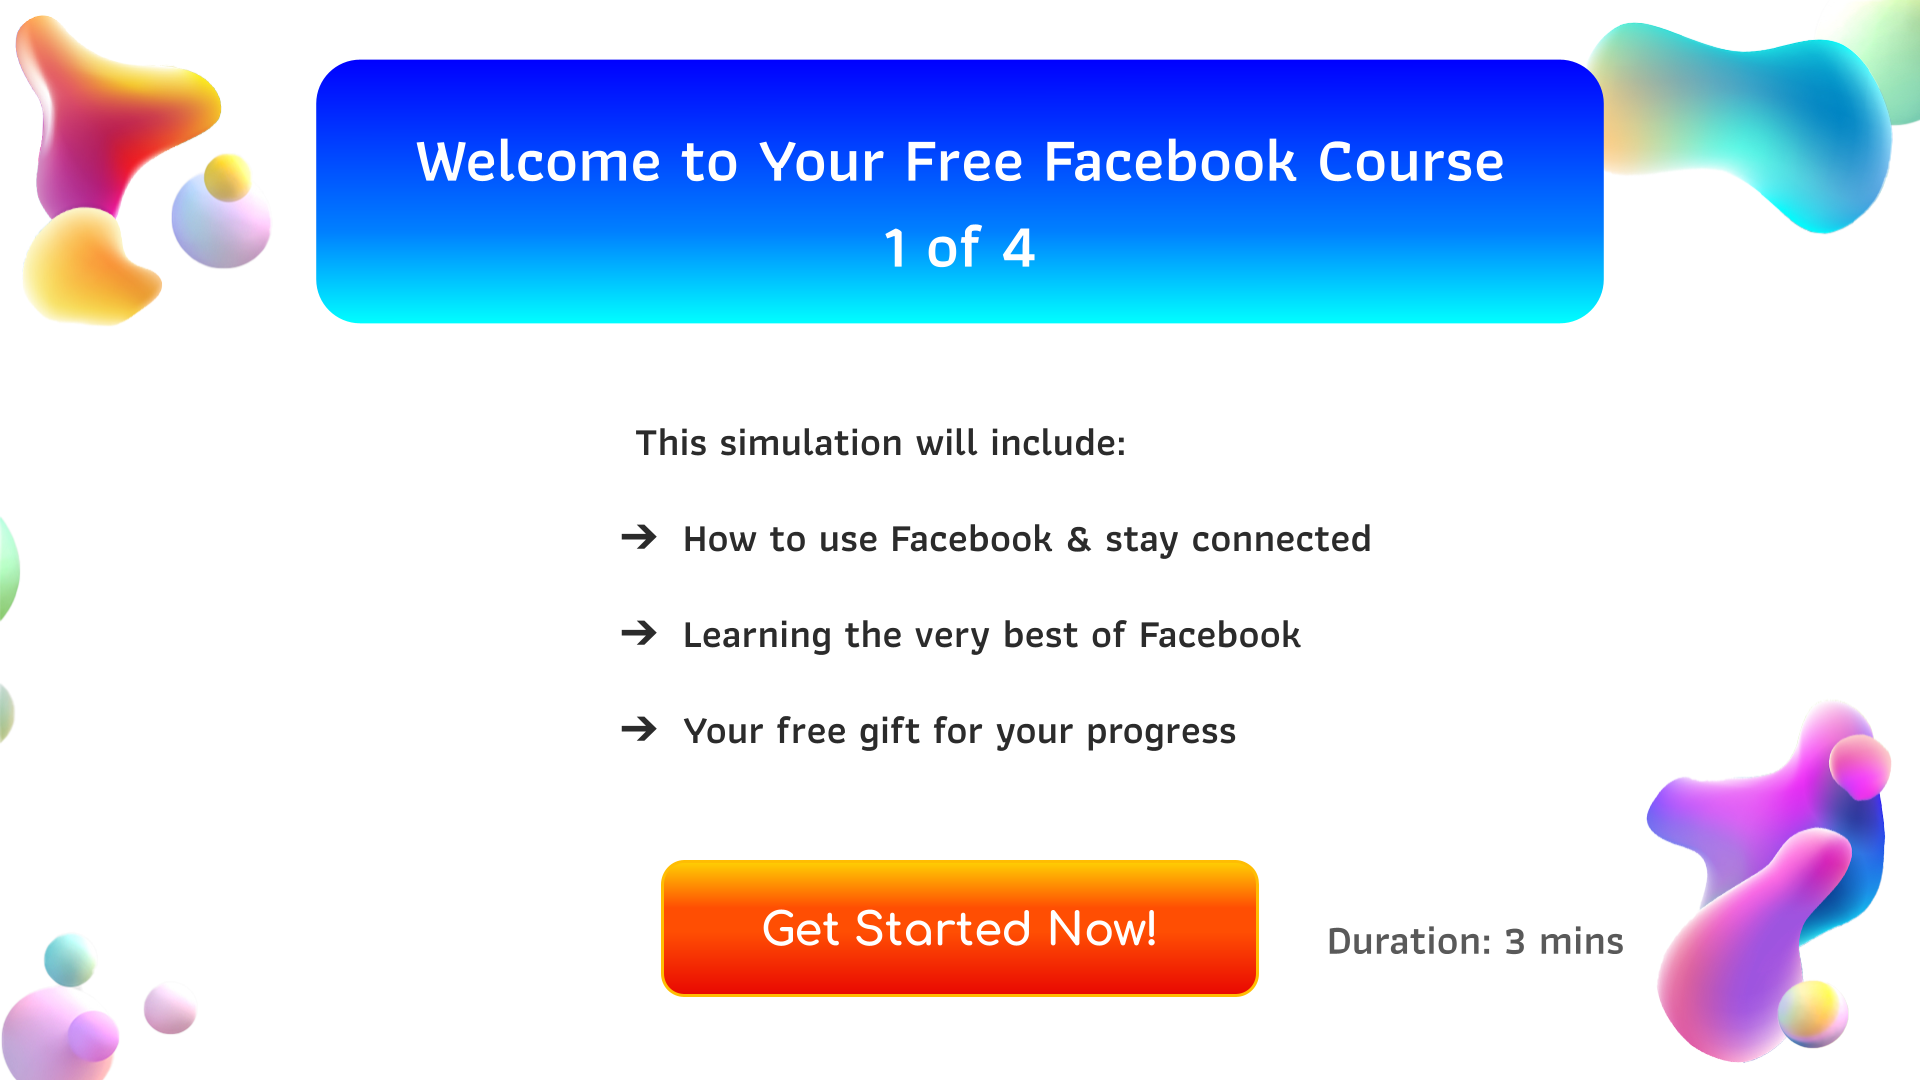 Welcome to Your Free Facebook Course
1 of 4
This simulation will include:
➔ How to use Facebook & stay connected
➔ Learning the very best of Facebook
➔ Your free gift for your progress
Get Started Now!
Duration: 3 mins